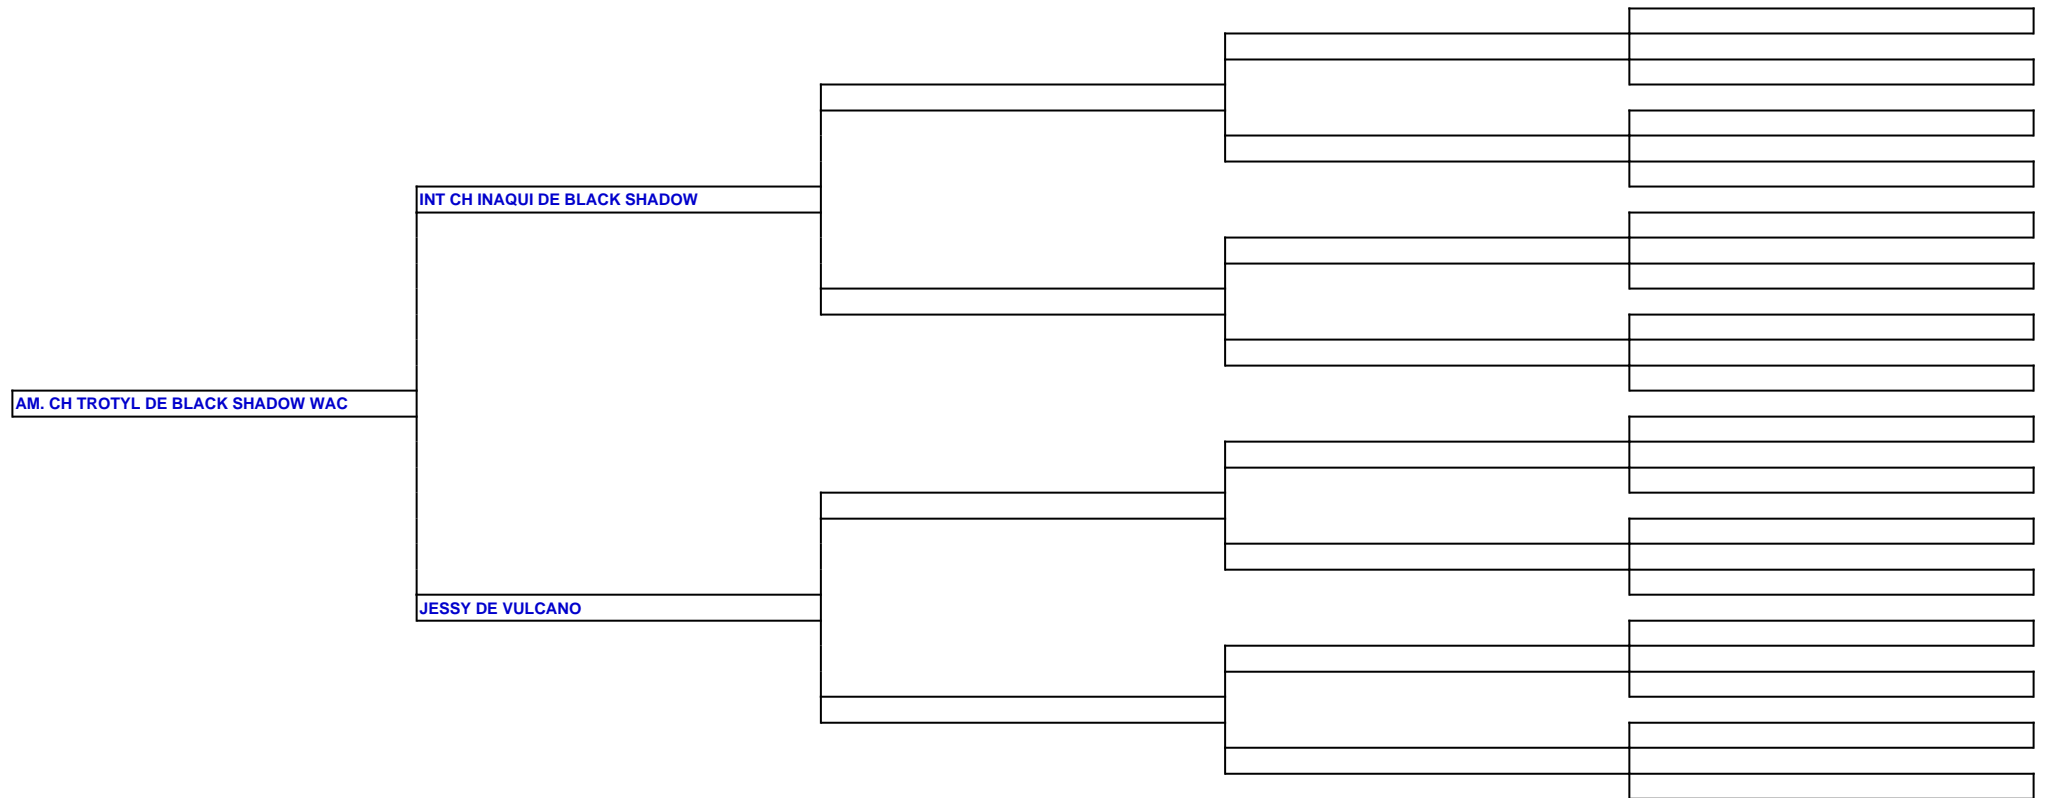 INT CH INAQUI DE BLACK SHADOW
AM. CH TROTYL DE BLACK SHADOW WAC
JESSY DE VULCANO